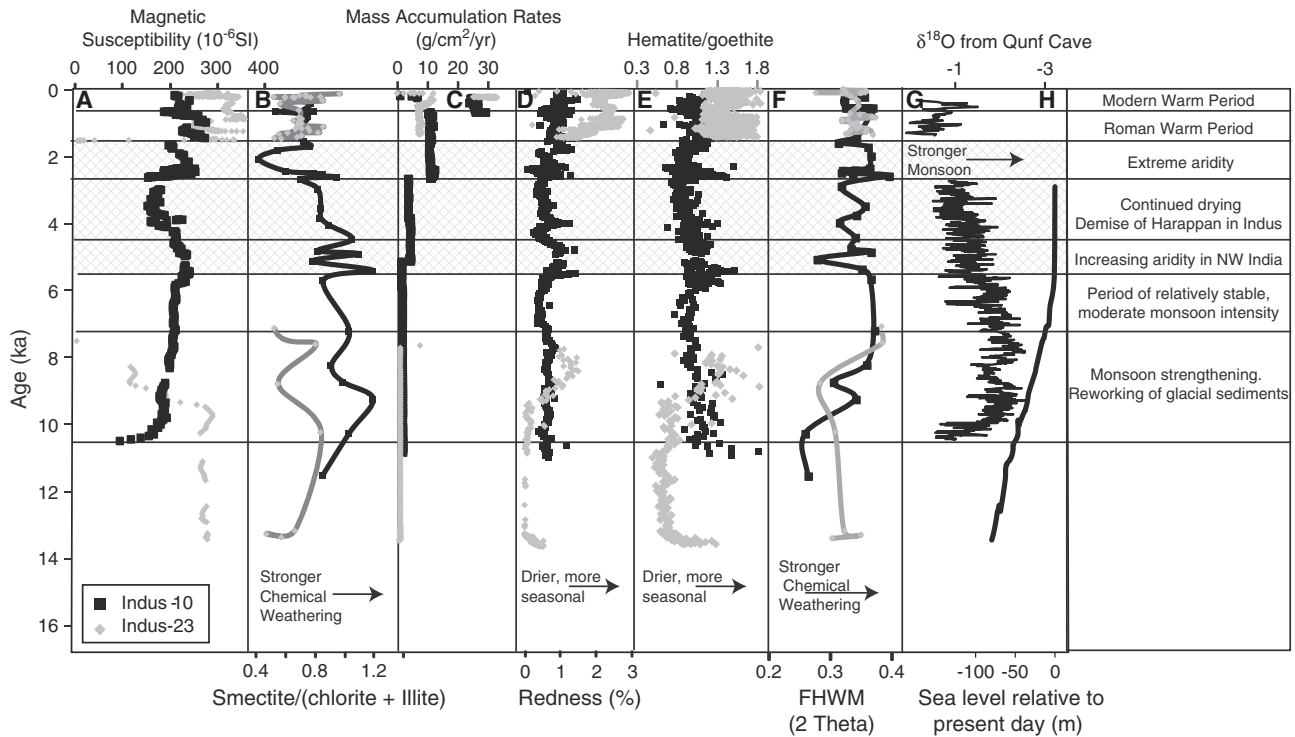 Magnetic
Susceptibility (10-6SI)
Mass Accumulation Rates
(g/cm2/yr)
Hematite/goethite
δ18O from Qunf Cave
0 100 200 300 400
0 10 20 30
0.3 0.8 1.3 1.8
-1 -3
A B C D E F G H
Age (ka)
0
2
4
6
8
10
12
14
16
Modern Warm Period
Roman Warm Period
Stronger
Monsoon
Extreme aridity
Continued drying
Demise of Harappan in Indus
Increasing aridity in NW India
Period of relatively stable,
moderate monsoon intensity
Monsoon strengthening.
Reworking of glacial sediments
Indus-10
Indus-23
Stronger
Chemical
Weathering
Drier, more
seasonal
Drier, more
seasonal
Stronger
Chemical
Weathering
0.4 0.8 1.2
0 1 2 3
0.2 0.3 0.4
-100 -50 0
Smectite/(chlorite + Illite)
Redness (%)
FHWM
(2 Theta)
Sea level relative to
present day (m)